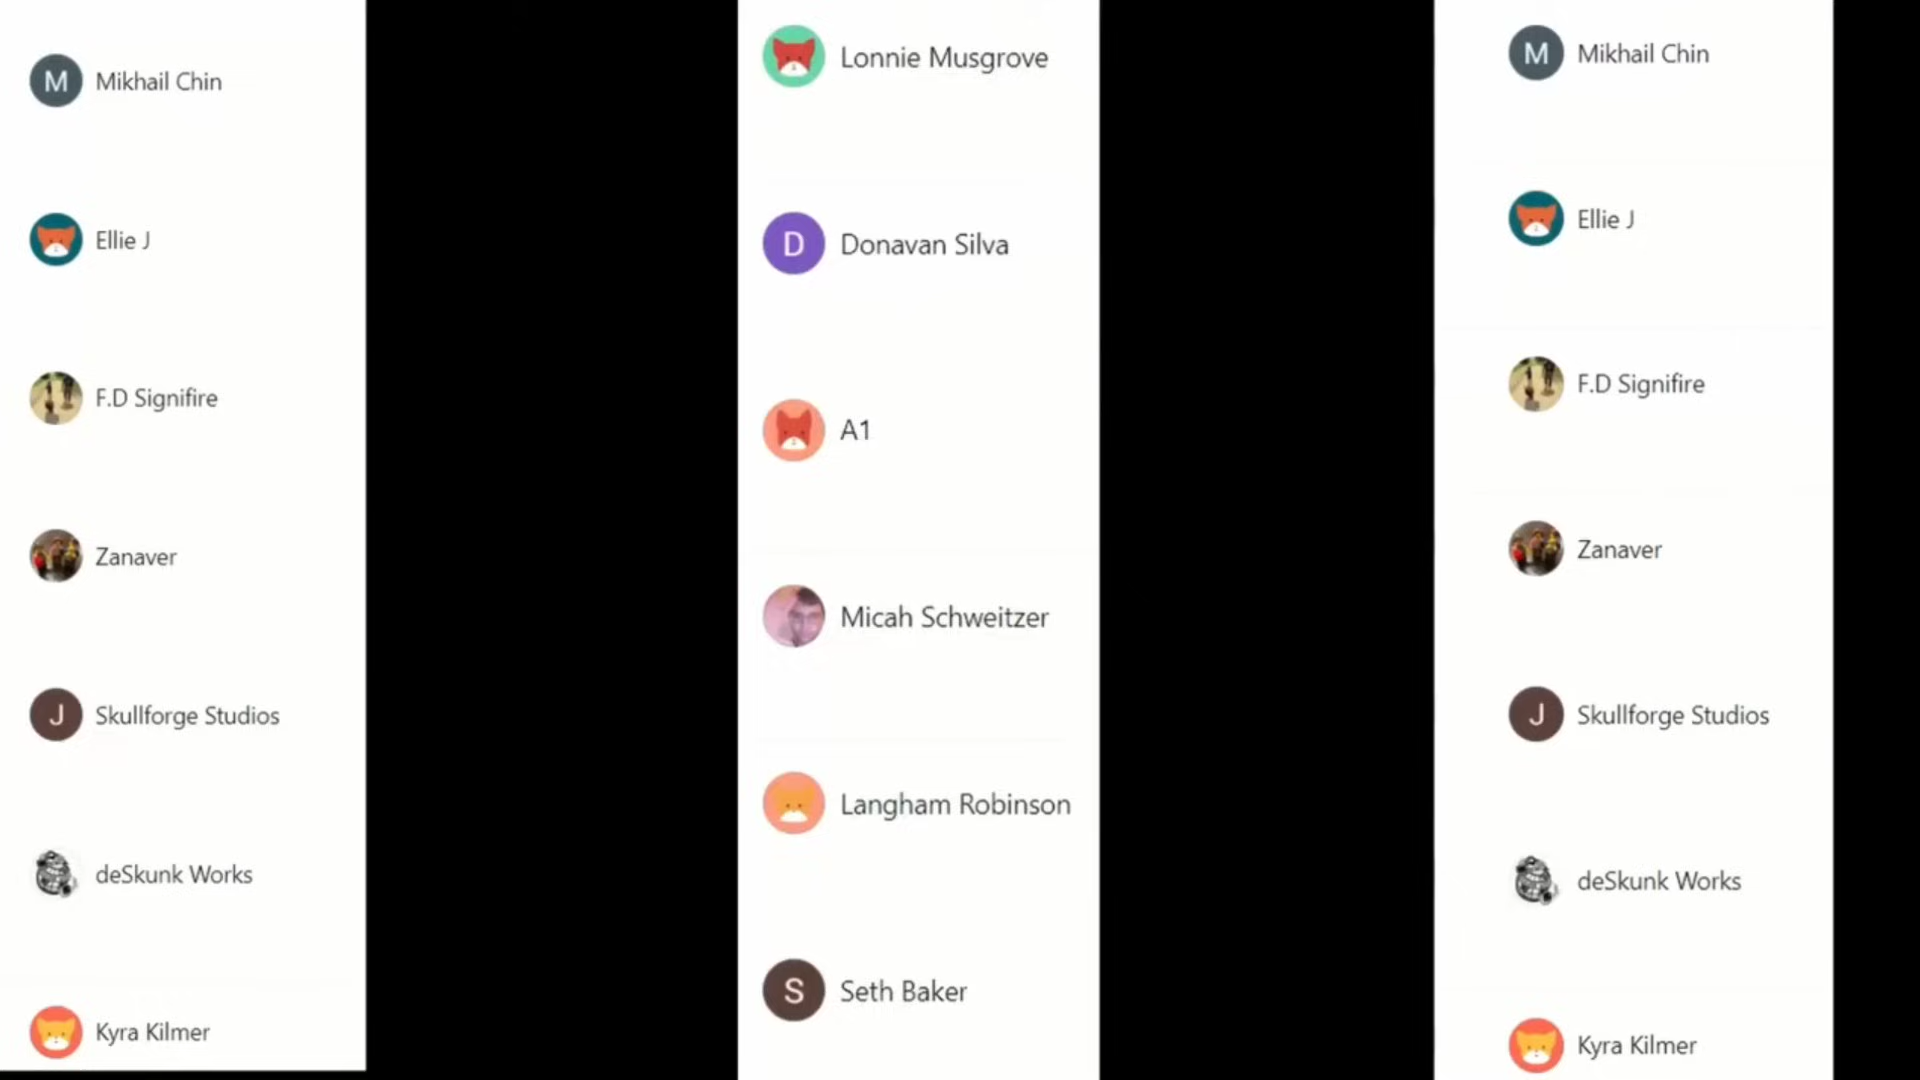 M Mikhail Chin
Ellie J
F.D Signifire
Zanaver
J Skullforge Studios
deSkunk Works
Kyra Kilmer
Lonnie Musgrove
D Donavan Silva
A1
Micah Schweitzer
Langham Robinson
S Seth Baker
M Mikhail Chin
Ellie J
F.D Signifire
Zanaver
J Skullforge Studios
deSkunk Works
Kyra Kilmer